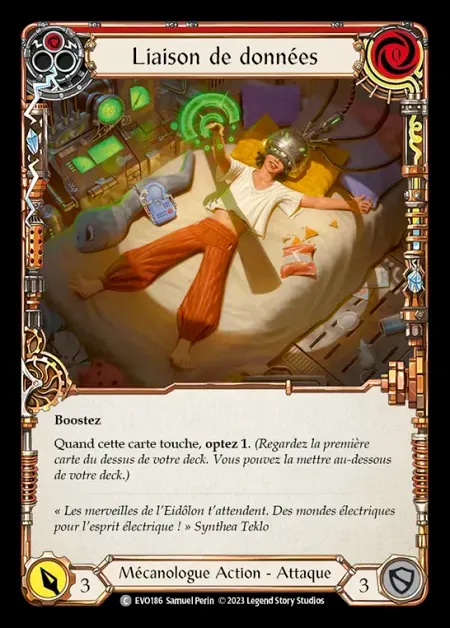 Liaison de données
0
Boostez
Quand cette carte touche, optez 1. (Regardez la première
carte du dessus de votre deck. Vous pouvez la mettre au-dessous
de votre deck.)
« Les merveilles de l'Eidôlon t'attendent. Des mondes électriques
pour l'esprit électrique ! » Synthea Teklo
3
Mécanologue Action - Attaque
3
C EVO186 Samuel Perin © 2023 Legend Story Studios